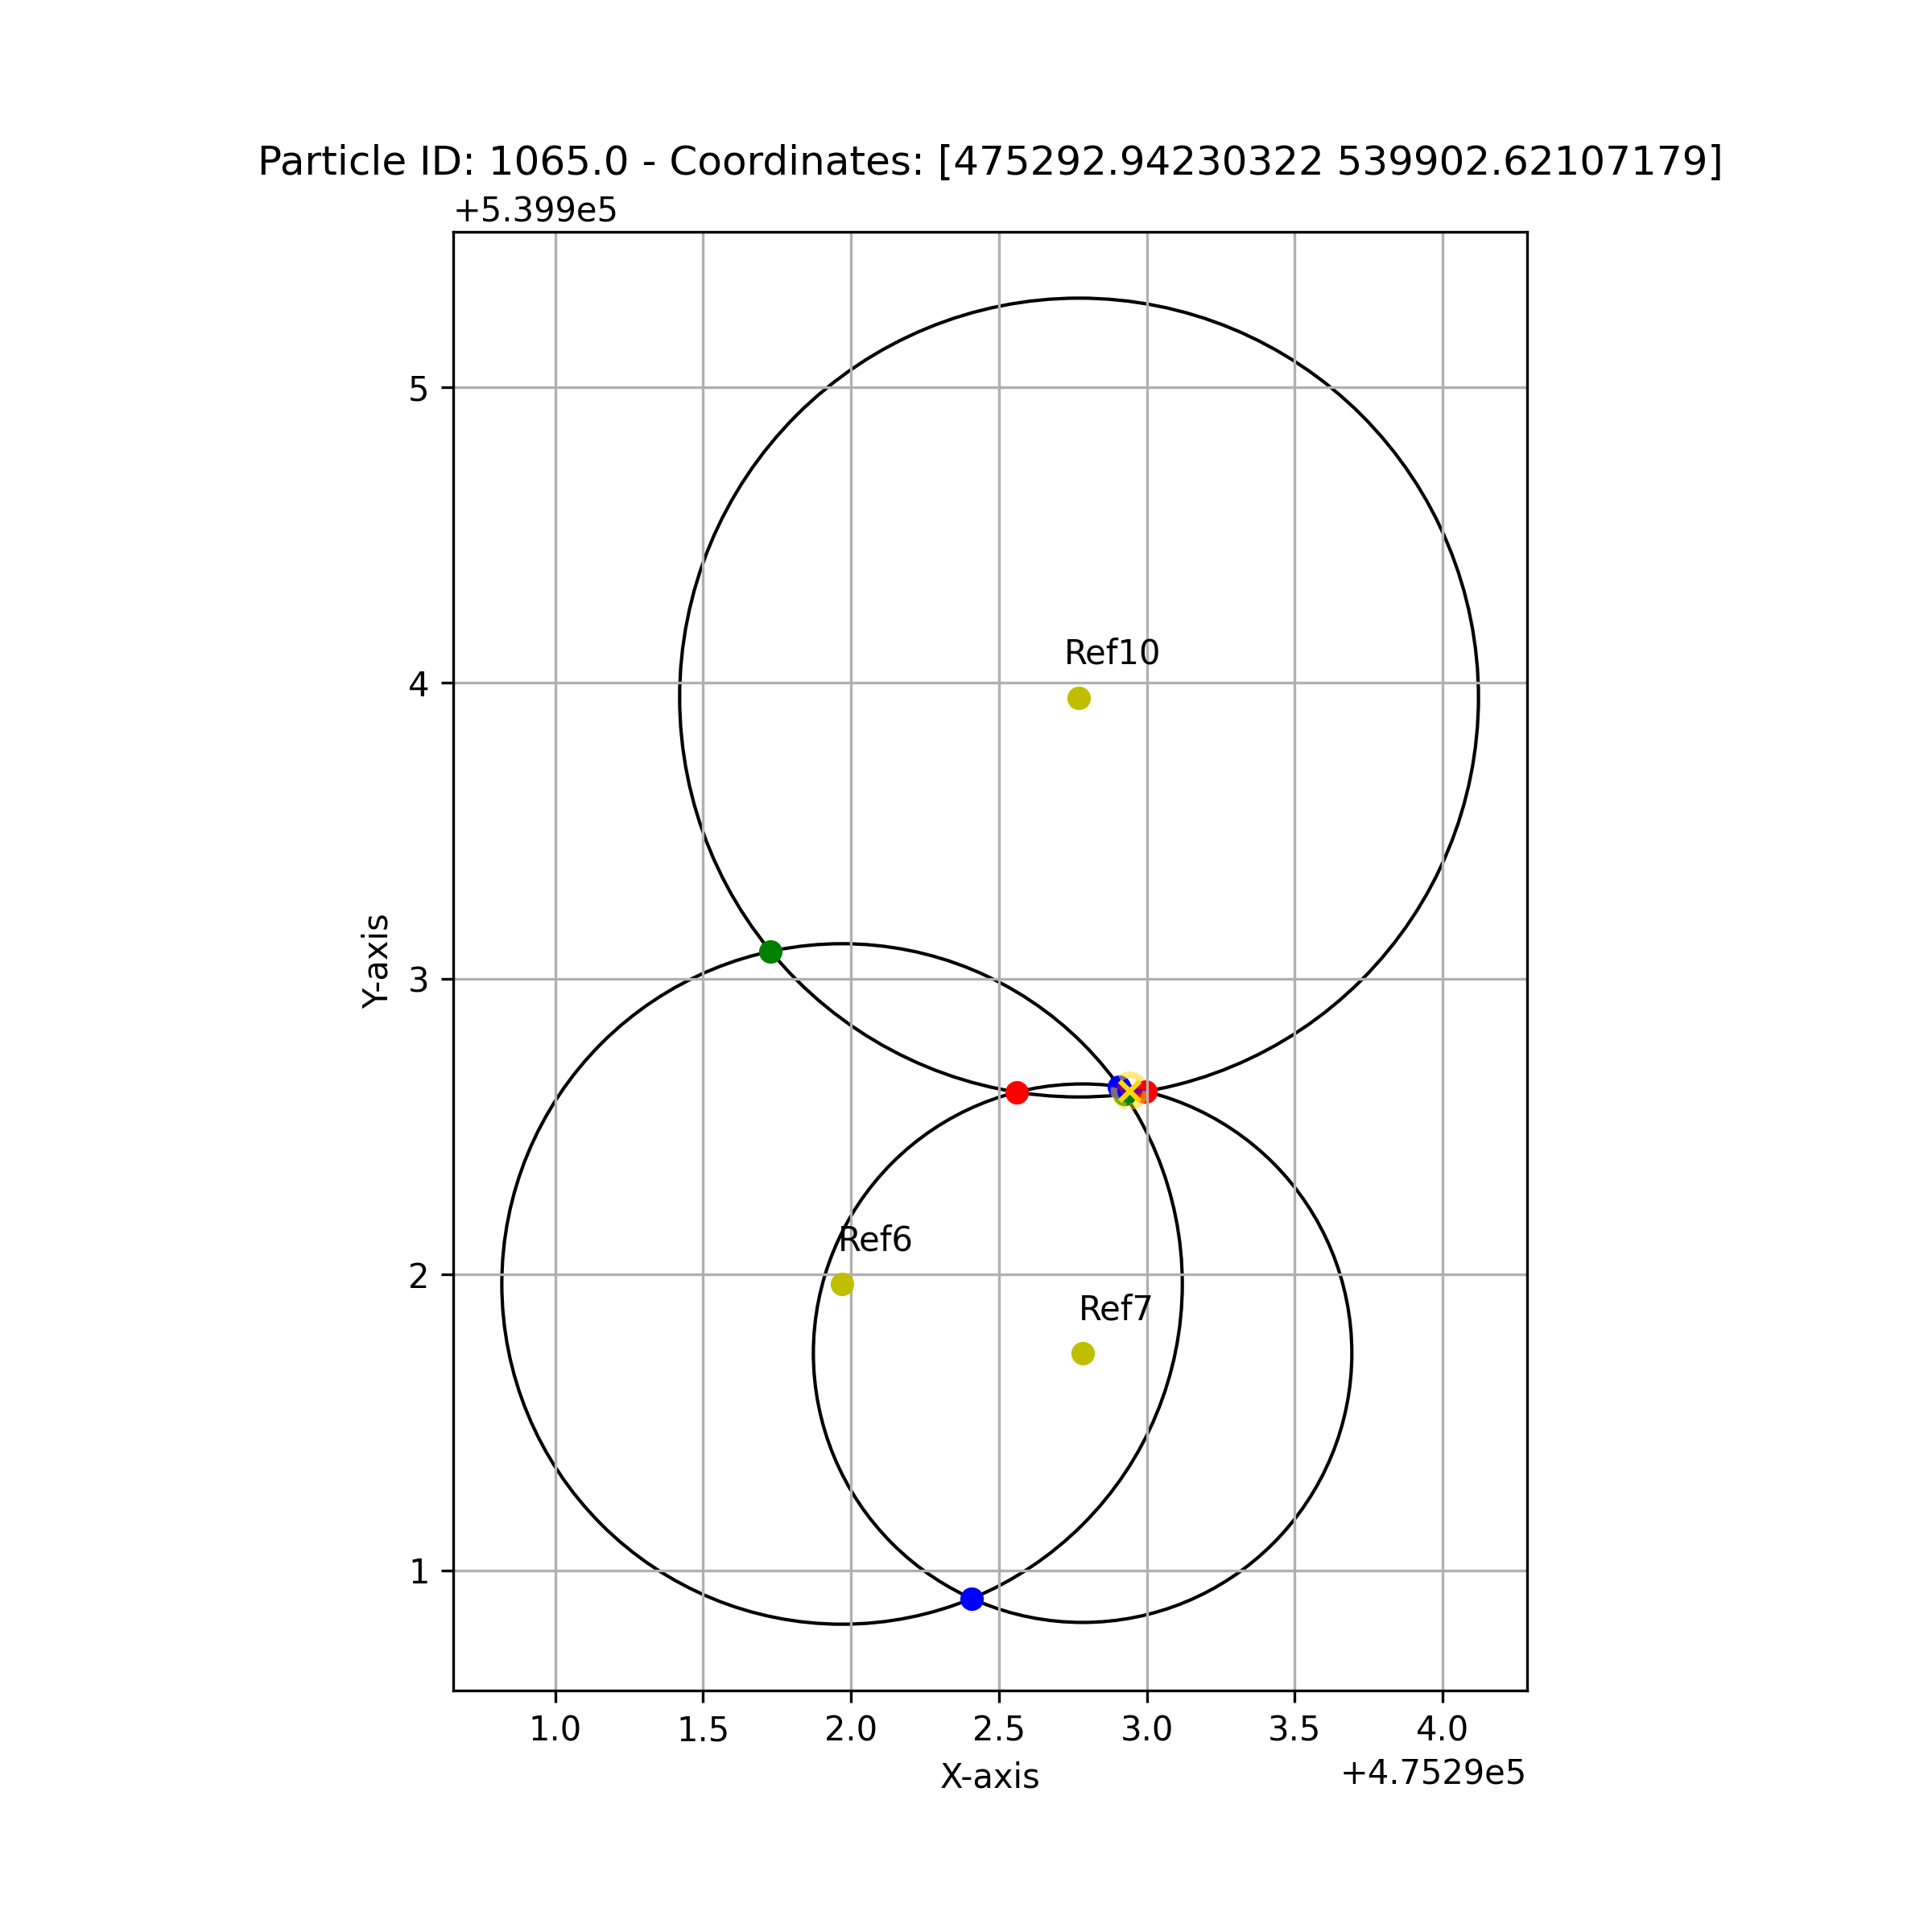 Particle ID: 1065.0 - Coordinates: [475292.94230322 539902.62107179]
+5.399e5
5
4
3
2
1
Y-axis
Ref10
Ref6
Ref7
1.0 1.5 2.0 2.5 3.0 3.5 4.0
X-axis
+4.7529e5